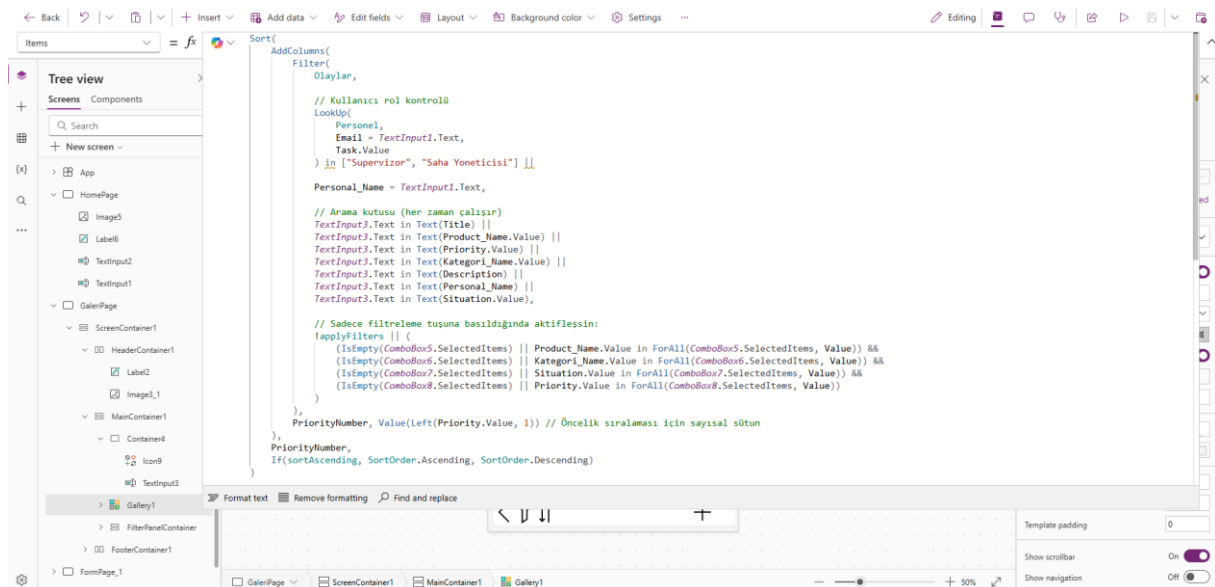 Back Insert Add data Edit fields Layout Background color Settings ... Editing
Items = fx
Sort(
AddColumns(
Filter(
Olaylar,
// Kullanıcı rol kontrolü
LookUp(
Personel,
Email = TextInput1.Text,
Task.Value
) in ["Supervizor", "Saha Yoneticisi"] ||
Personal_Name = TextInput1.Text,
// Arama kutusu (her zaman çalışır)
TextInput3.Text in Text(Title) ||
TextInput3.Text in Text(Product_Name.Value) ||
TextInput3.Text in Text(Priority.Value) ||
TextInput3.Text in Text(Kategori_Name.Value) ||
TextInput3.Text in Text(Description) ||
TextInput3.Text in Text(Personal_Name) ||
TextInput3.Text in Text(Situation.Value),
// Sadece filtreleme tuşuna basıldığında aktifleşsin:
!applyFilters || (
(IsEmpty(ComboBox5.SelectedItems) || Product_Name.Value in ForAll(ComboBox5.SelectedItems, Value)) &&
(IsEmpty(ComboBox6.SelectedItems) || Kategori_Name.Value in ForAll(ComboBox6.SelectedItems, Value)) &&
(IsEmpty(ComboBox7.SelectedItems) || Situation.Value in ForAll(ComboBox7.SelectedItems, Value)) &&
(IsEmpty(ComboBox8.SelectedItems) || Priority.Value in ForAll(ComboBox8.SelectedItems, Value))
)
),
PriorityNumber, Value(Left(Priority.Value, 1)) // Öncelik sıralaması için sayısal sütun
),
PriorityNumber,
If(sortAscending, SortOrder.Ascending, SortOrder.Descending)
)
Format text Remove formatting Find and replace
Tree view
Screens Components
Search
New screen
App
HomePage
Image5
Label6
TextInput2
TextInput1
GaleriPage
ScreenContainer1
HeaderContainer1
Label2
Image3_1
MainContainer1
Container4
Icon9
TextInput3
Gallery1
FilterPanelContainer
FooterContainer1
FormPage_1
ed
Template padding 0
Show scrollbar On
Show navigation Off
GaleriPage ScreenContainer1 MainContainer1 Gallery1 50%